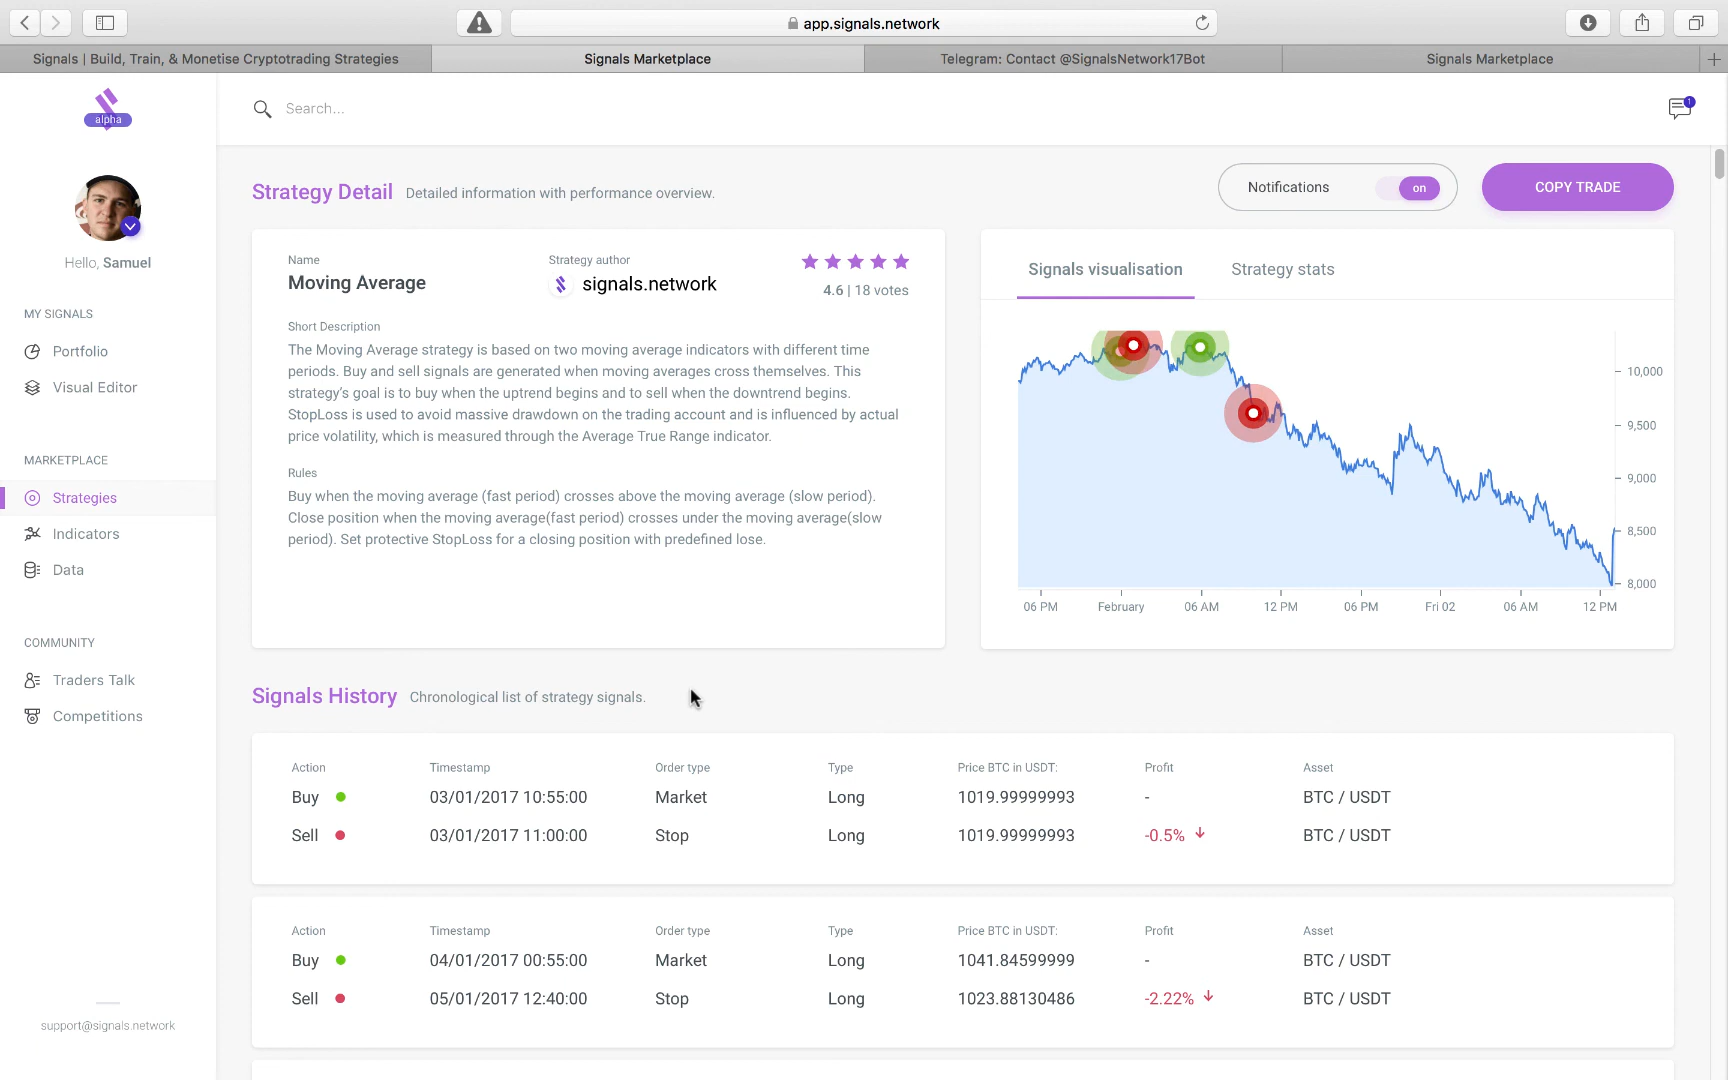 app.signals.network
Signals | Build, Train, & Monetise Cryptotrading Strategies
Signals Marketplace
Telegram: Contact @SignalsNetwork17Bot
Signals Marketplace
alpha
Search...
1
Hello, Samuel
MY SIGNALS
Portfolio
Visual Editor
MARKETPLACE
Strategies
Indicators
Data
COMMUNITY
Traders Talk
Competitions
support@signals.network
Strategy Detail Detailed information with performance overview.
Notifications on
COPY TRADE
Name
Moving Average
Strategy author
signals.network
4.6 | 18 votes
Short Description
The Moving Average strategy is based on two moving average indicators with different time
periods. Buy and sell signals are generated when moving averages cross themselves. This
strategy's goal is to buy when the uptrend begins and to sell when the downtrend begins.
StopLoss is used to avoid massive drawdown on the trading account and is influenced by actual
price volatility, which is measured through the Average True Range indicator.
Rules
Buy when the moving average (fast period) crosses above the moving average (slow period).
Close position when the moving average(fast period) crosses under the moving average(slow
period). Set protective StopLoss for a closing position with predefined lose.
Signals visualisation
Strategy stats
10,000
9,500
9,000
8,500
8,000
06 PM February 06 AM 12 PM 06 PM Fri 02 06 AM 12 PM
Signals History Chronological list of strategy signals.
Action Timestamp Order type Type Price BTC in USDT: Profit Asset
Buy 03/01/2017 10:55:00 Market Long 1019.99999993 - BTC / USDT
Sell 03/01/2017 11:00:00 Stop Long 1019.99999993 -0.5% BTC / USDT
Action Timestamp Order type Type Price BTC in USDT: Profit Asset
Buy 04/01/2017 00:55:00 Market Long 1041.84599999 - BTC / USDT
Sell 05/01/2017 12:40:00 Stop Long 1023.88130486 -2.22% BTC / USDT